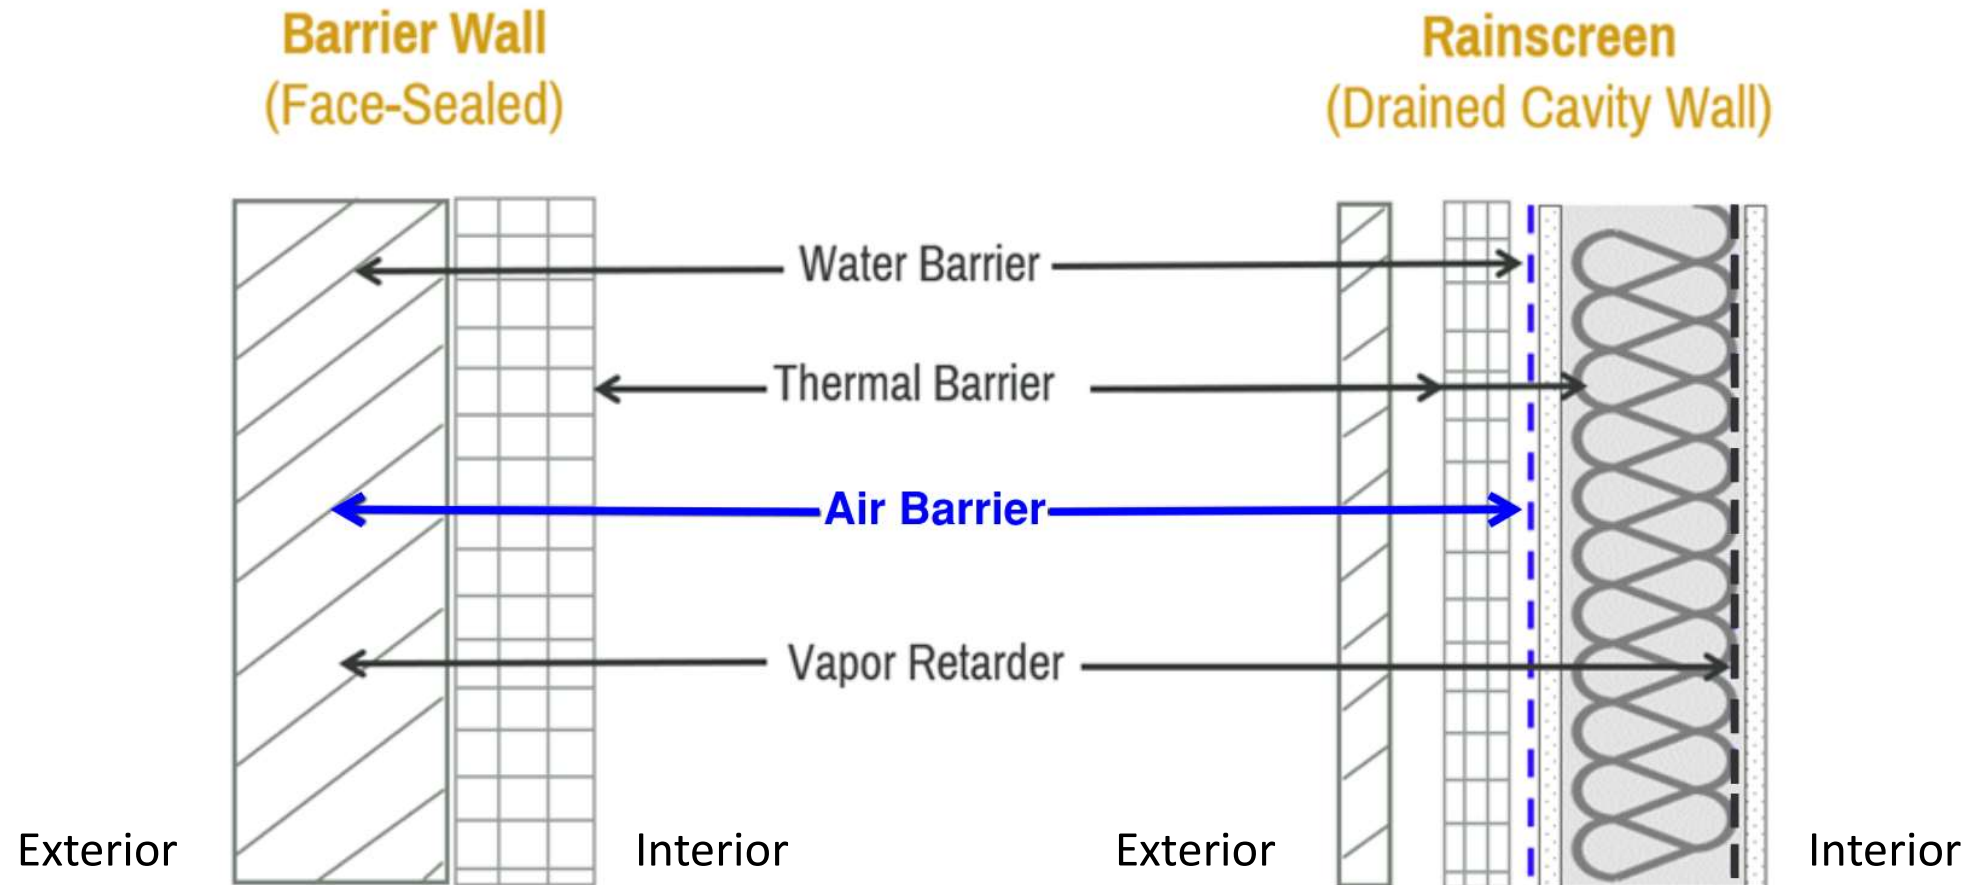 Barrier Wall
(Face-Sealed)
Rainscreen
(Drained Cavity Wall)
Water Barrier
Thermal Barrier
Air Barrier
Vapor Retarder
Exterior
Interior
Exterior
Interior